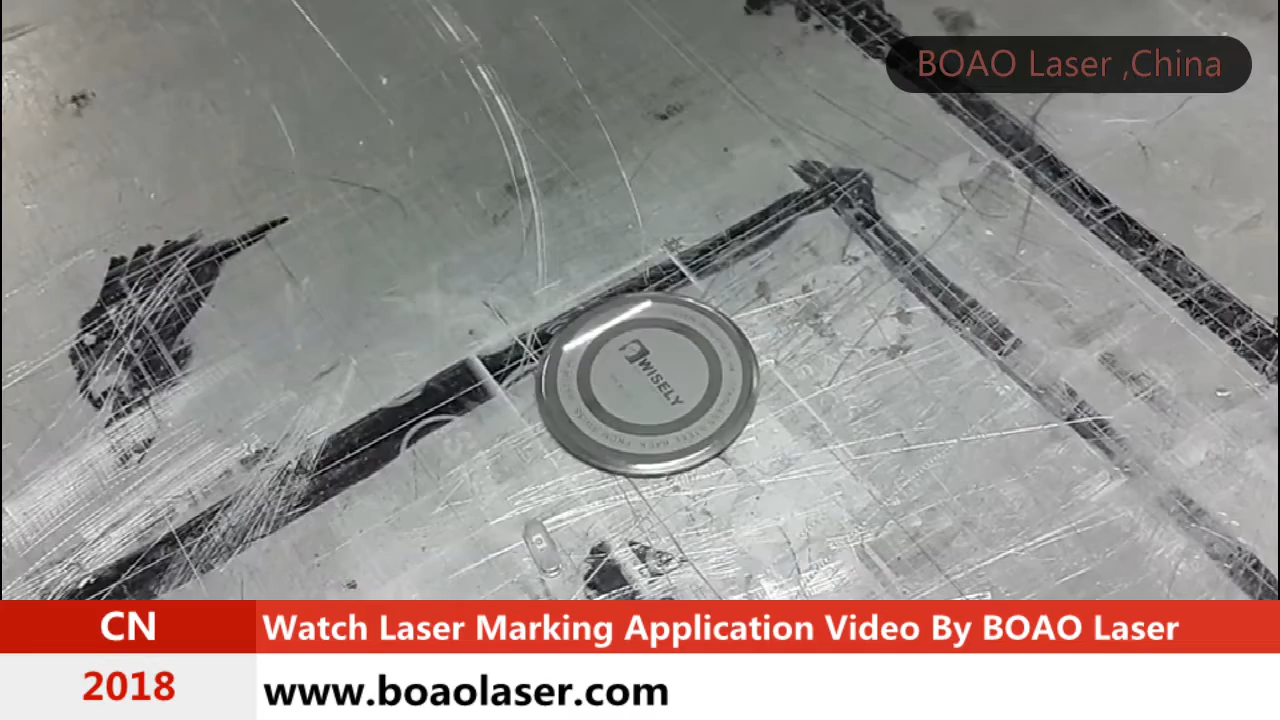 BOAO Laser ,China
WISELY
CN
Watch Laser Marking Application Video By BOAO Laser
2018
www.boaolaser.com